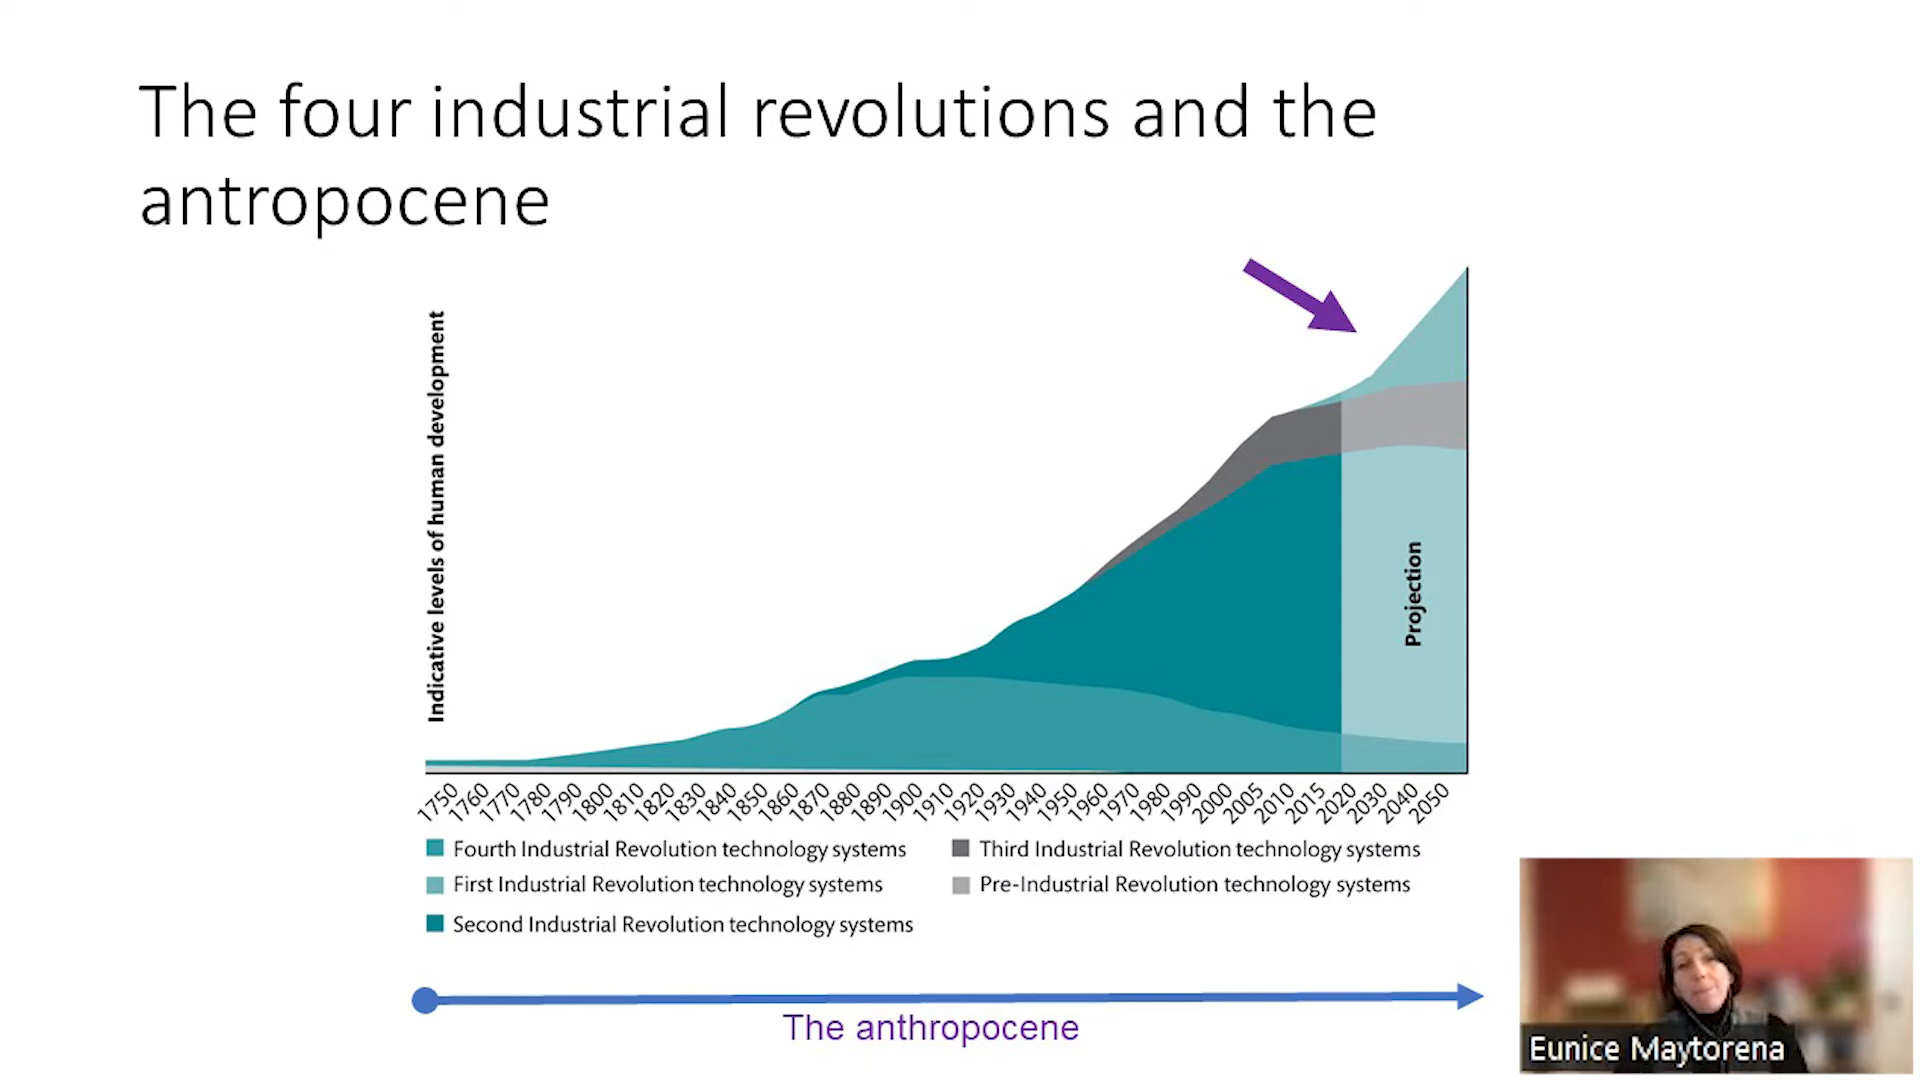 The four industrial revolutions and the
antropocene
Indicative levels of human development
Projection
1750 1760 1770 1780 1790 1800 1810 1820 1830 1840 1850 1860 1870 1880 1890 1900 1910 1920 1930 1940 1950 1960 1970 1980 1990 2000 2005 2010 2015 2020 2030 2040 2050
Fourth Industrial Revolution technology systems
Third Industrial Revolution technology systems
First Industrial Revolution technology systems
Pre-Industrial Revolution technology systems
Second Industrial Revolution technology systems
The anthropocene
Eunice Maytorena